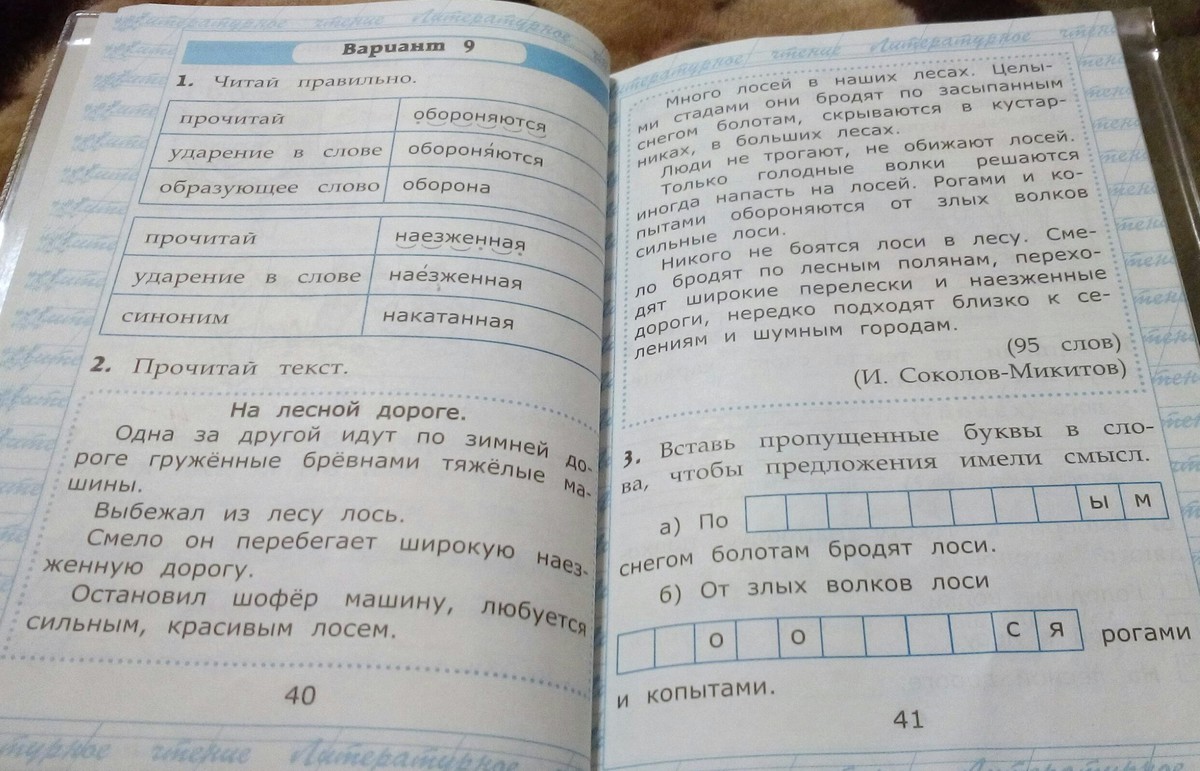 Литературное чтение Литературное
Вариант 9
1. Читай правильно.
прочитай обороняются
ударение в слове обороня́ются
образующее слово оборона
прочитай наезженная
ударение в слове нае́зженная
синоним накатанная
2. Прочитай текст.
На лесной дороге.
Одна за другой идут по зимней до-
роге гружённые брёвнами тяжёлые ма-
шины.
Выбежал из лесу лось.
Смело он перебегает широкую наез-
женную дорогу.
Остановил шофёр машину, любуется
сильным, красивым лосем.
40
чтение Литературное
литературное чтение Литературное чтение
Много лосей в наших лесах. Целы-
ми стадами они бродят по засыпанным
снегом болотам, скрываются в кустар-
никах, в больших лесах.
Люди не трогают, не обижают лосей.
Только голодные волки решаются
иногда напасть на лосей. Рогами и ко-
пытами обороняются от злых волков
сильные лоси.
Никого не боятся лоси в лесу. Сме-
ло бродят по лесным полянам, перехо-
дят широкие перелески и наезженные
дороги, нередко подходят близко к се-
лениям и шумным городам.
(95 слов)
(И. Соколов-Микитов)
3. Вставь пропущенные буквы в сло-
ва, чтобы предложения имели смысл.
а) По ы м
снегом болотам бродят лоси.
б) От злых волков лоси
о о с я рогами
и копытами.
41